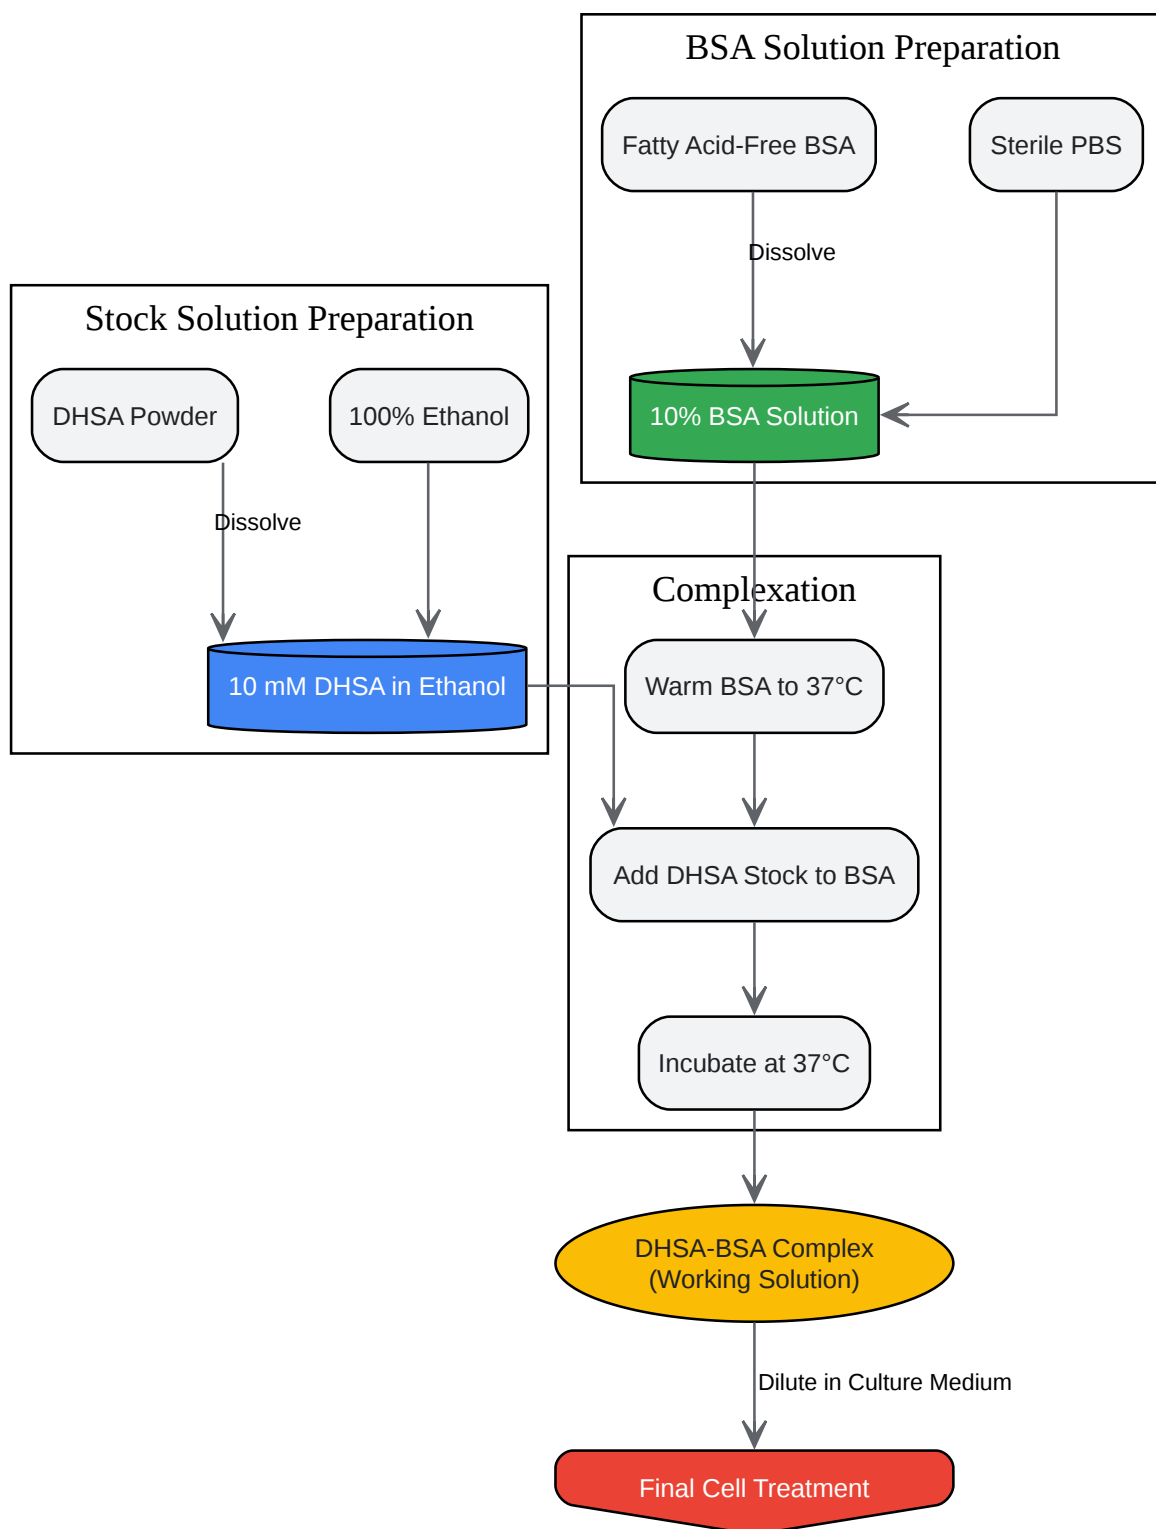 BSA Solution Preparation
Fatty Acid-Free BSA
Sterile PBS
Dissolve
10% BSA Solution
Stock Solution Preparation
DHSA Powder
100% Ethanol
Dissolve
10 mM DHSA in Ethanol
Complexation
Warm BSA to 37°C
Add DHSA Stock to BSA
Incubate at 37°C
DHSA-BSA Complex
(Working Solution)
Dilute in Culture Medium
Final Cell Treatment